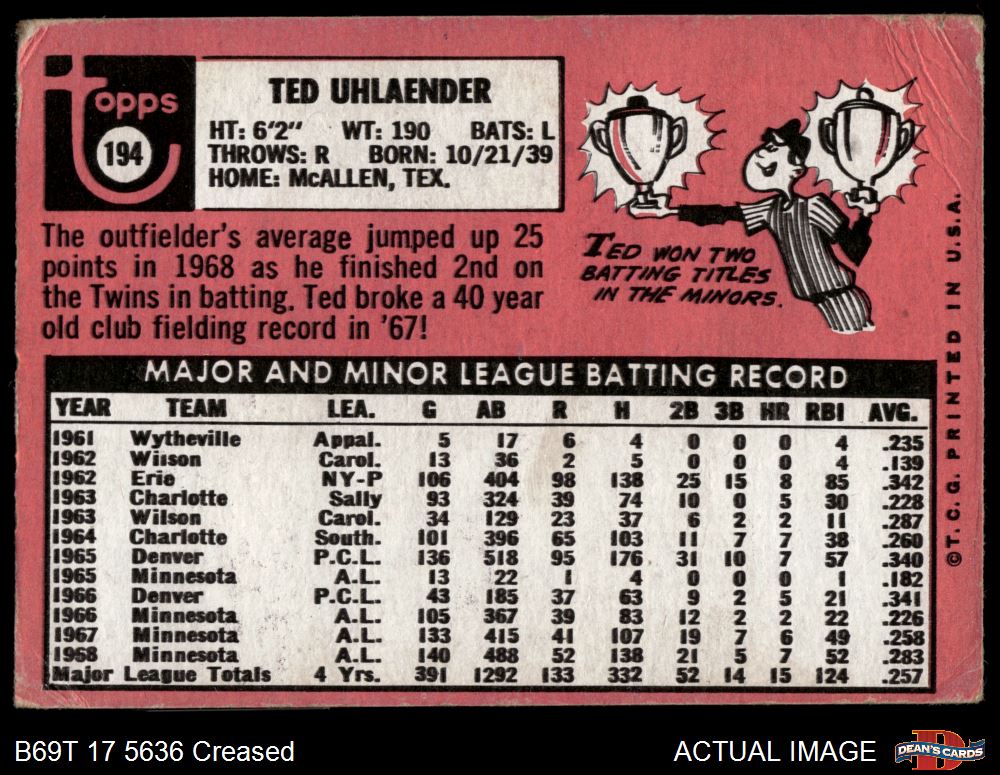 topps
194
TED UHLAENDER
HT: 6'2" WT: 190 BATS: L
THROWS: R BORN: 10/21/39
HOME: McALLEN, TEX.
The outfielder's average jumped up 25
points in 1968 as he finished 2nd on
the Twins in batting. Ted broke a 40 year
old club fielding record in '67!
TED WON TWO
BATTING TITLES
IN THE MINORS.
MAJOR AND MINOR LEAGUE BATTING RECORD
YEAR TEAM LEA. G AB R H 2B 3B HR RBI AVG.
1961 Wytheville Appal. 5 17 6 4 0 0 0 4 .235
1962 Wilson Carol. 13 36 2 5 0 0 0 4 .139
1962 Erie NY-P 106 404 98 138 25 15 8 85 .342
1963 Charlotte Sally 93 324 39 74 10 0 5 30 .228
1963 Wilson Carol. 34 129 23 37 6 2 2 11 .287
1964 Charlotte South. 101 396 65 103 11 7 7 38 .260
1965 Denver P.C.L. 136 518 95 176 31 10 7 57 .340
1965 Minnesota A.L. 13 22 1 4 0 0 0 1 .182
1966 Denver P.C.L. 43 185 37 63 9 2 5 21 .341
1966 Minnesota A.L. 105 367 39 83 12 2 2 22 .226
1967 Minnesota A.L. 133 415 41 107 19 7 6 49 .258
1968 Minnesota A.L. 140 488 52 138 21 5 7 52 .283
Major League Totals 4 Yrs. 391 1292 133 332 52 14 15 124 .257
©T.C.G. PRINTED IN U.S.A.
B69T 17 5636 Creased
ACTUAL IMAGE
D
DEAN'S CARDS